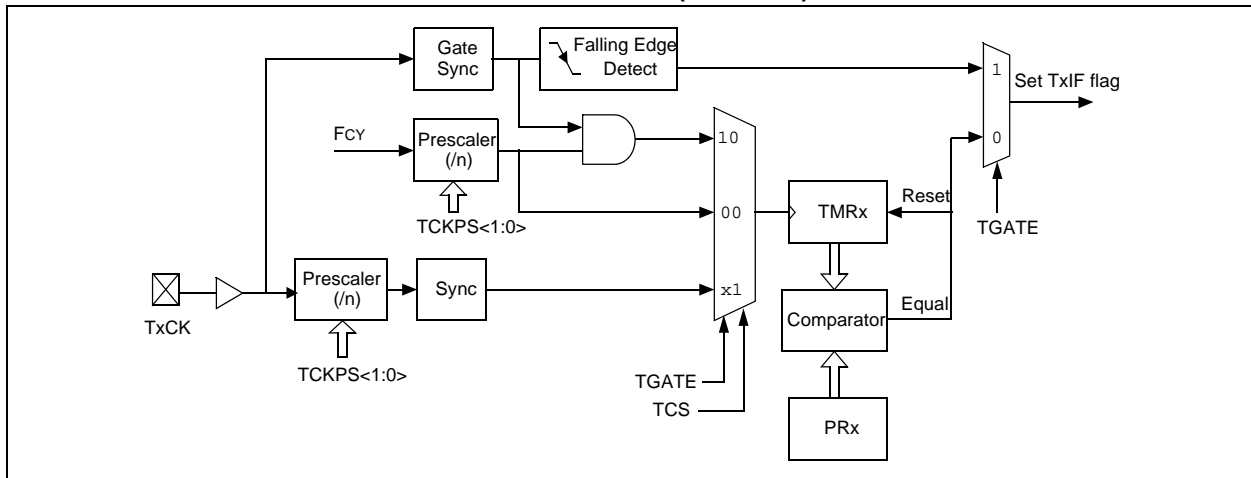 Gate
Sync
Falling Edge
Detect
1
Set TxIF flag
0
FCY
Prescaler
(/n)
10
TCKPS<1:0>
00
TMRx
Reset
TGATE
Prescaler
(/n)
Sync
x1
TxCK
Comparator
Equal
TCKPS<1:0>
TGATE
TCS
PRx